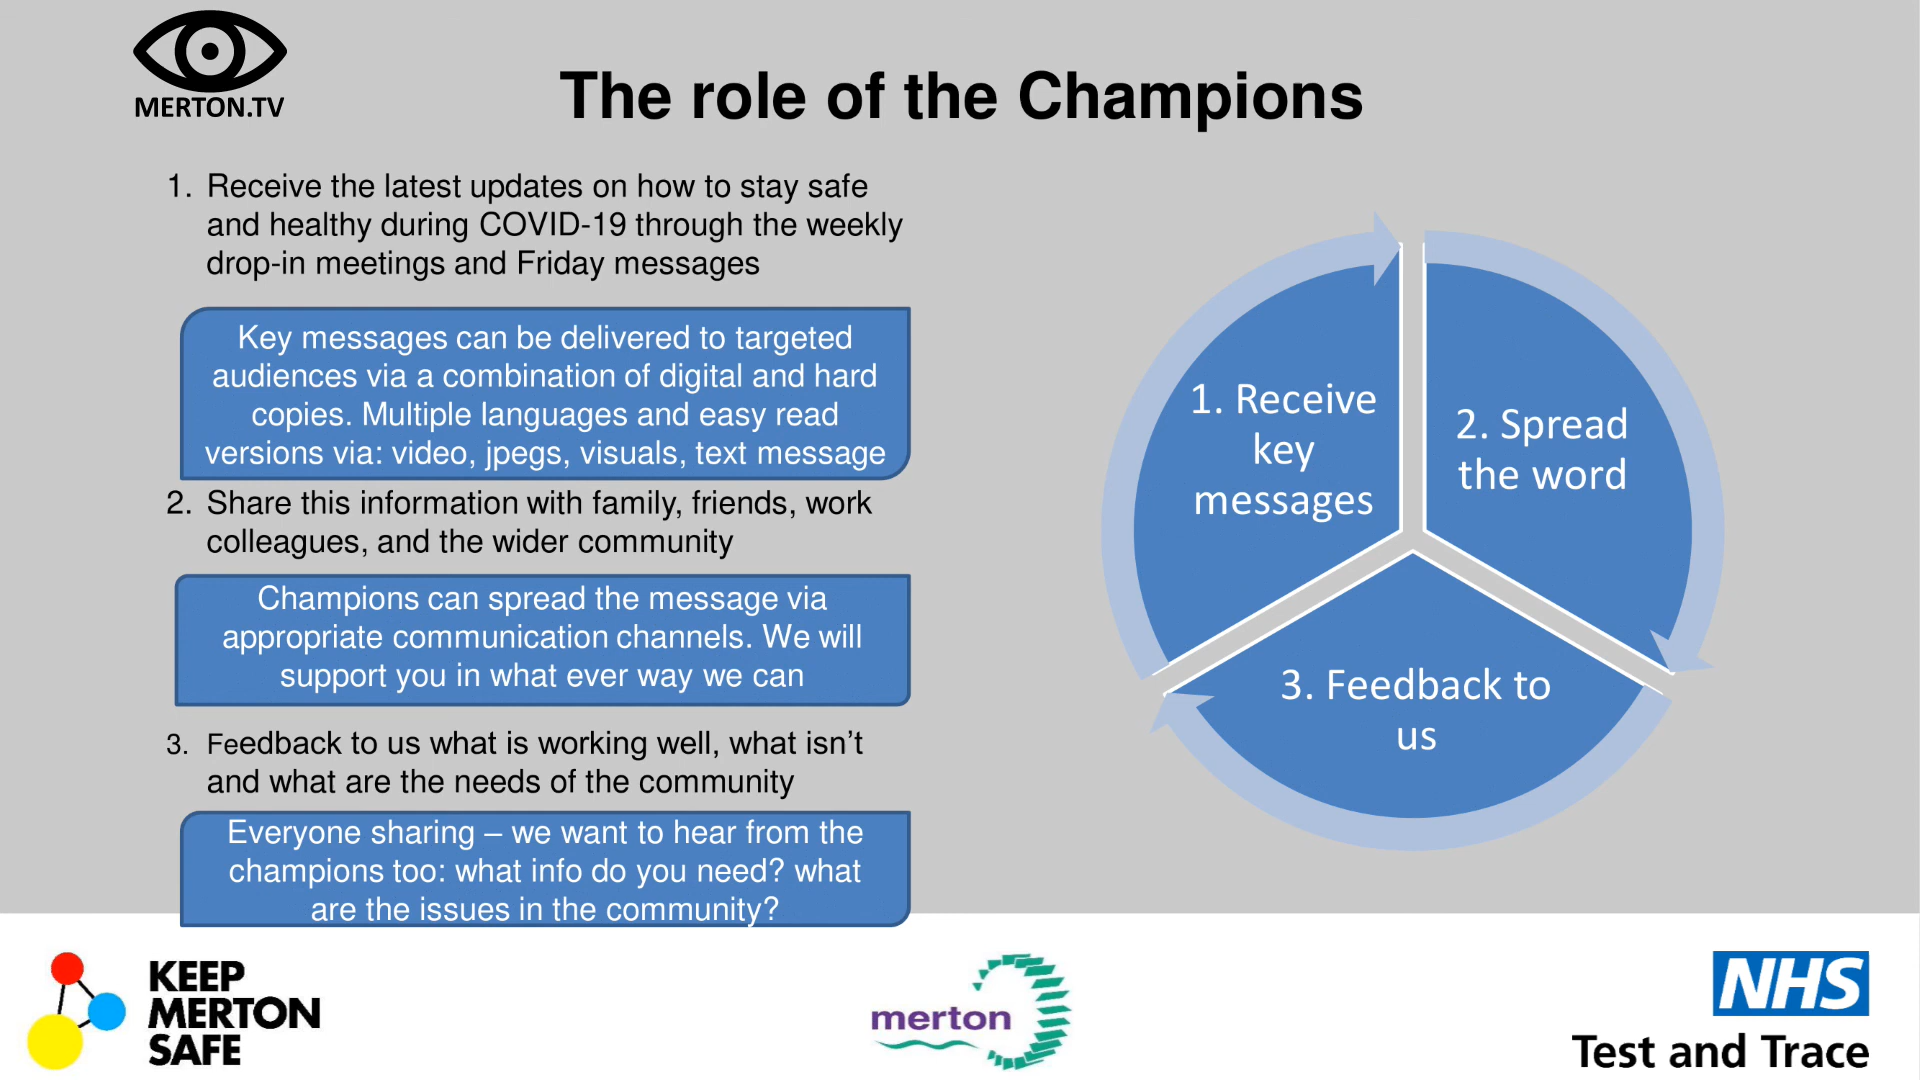 MERTON.TV
The role of the Champions
1. Receive the latest updates on how to stay safe
and healthy during COVID-19 through the weekly
drop-in meetings and Friday messages
Key messages can be delivered to targeted
audiences via a combination of digital and hard
copies. Multiple languages and easy read
versions via: video, jpegs, visuals, text message
2. Share this information with family, friends, work
colleagues, and the wider community
Champions can spread the message via
appropriate communication channels. We will
support you in what ever way we can
3. Feedback to us what is working well, what isn’t
and what are the needs of the community
Everyone sharing – we want to hear from the
champions too: what info do you need? what
are the issues in the community?
1. Receive
key
messages
2. Spread
the word
3. Feedback to
us
KEEP
MERTON
SAFE
merton
NHS
Test and Trace